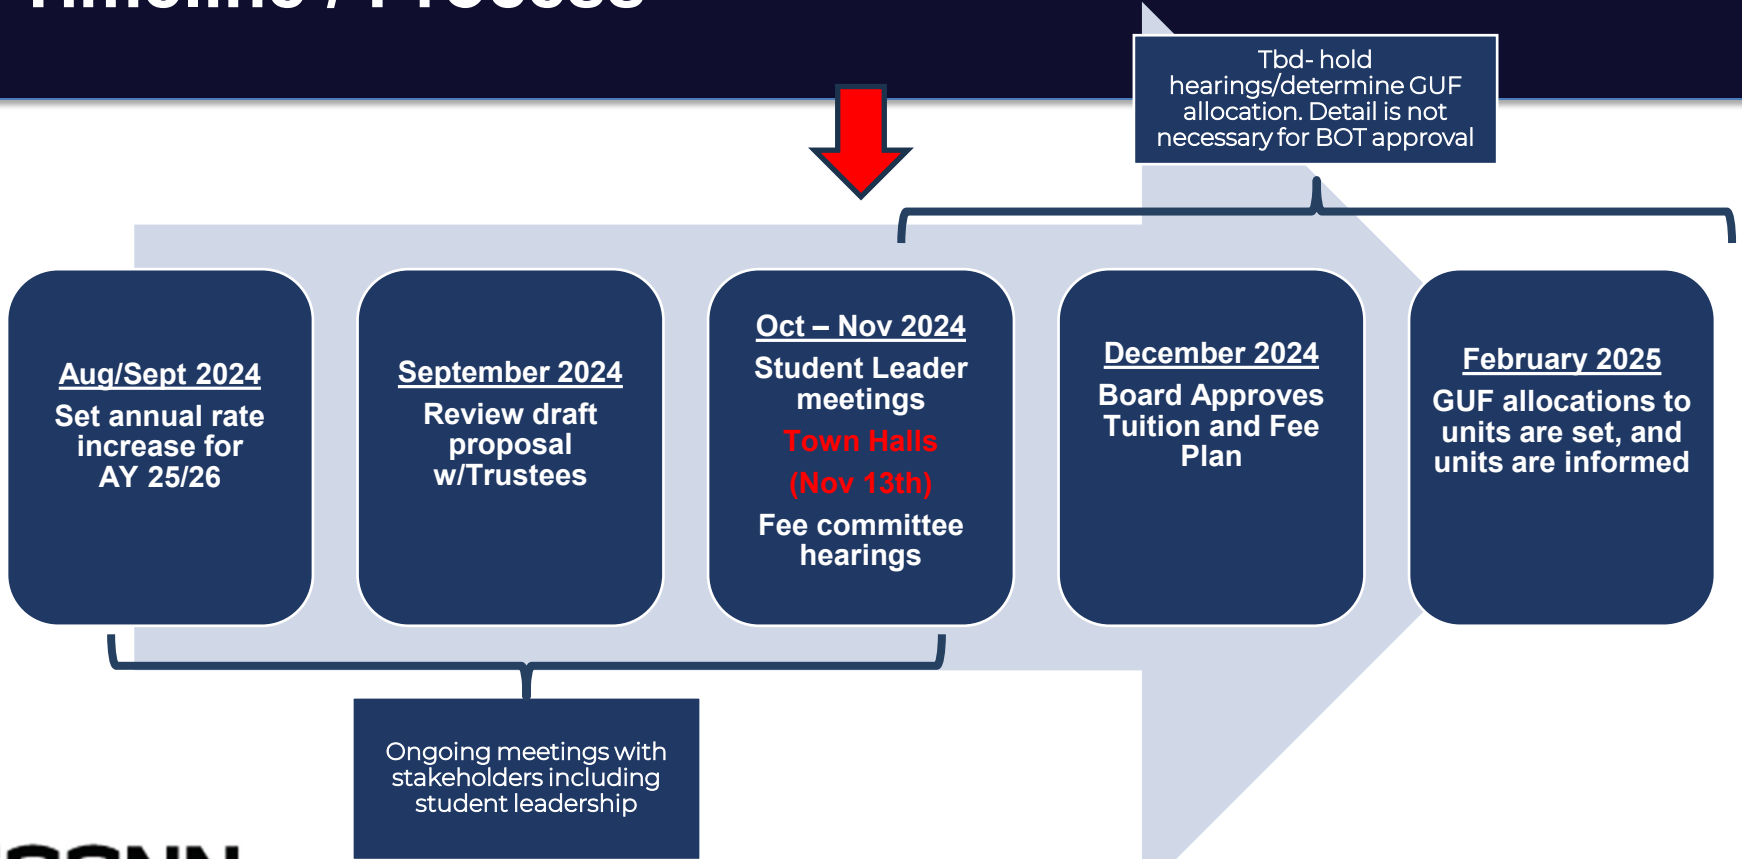 Timeline / Process
Tbd- hold
hearings/determine GUF
allocation. Detail is not
necessary for BOT approval
Aug/Sept 2024
Set annual rate
increase for
AY 25/26
September 2024
Review draft
proposal
w/Trustees
Oct – Nov 2024
Student Leader
meetings
Town Halls
(Nov 13th)
Fee committee
hearings
December 2024
Board Approves
Tuition and Fee
Plan
February 2025
GUF allocations to
units are set, and
units are informed
Ongoing meetings with
stakeholders including
student leadership